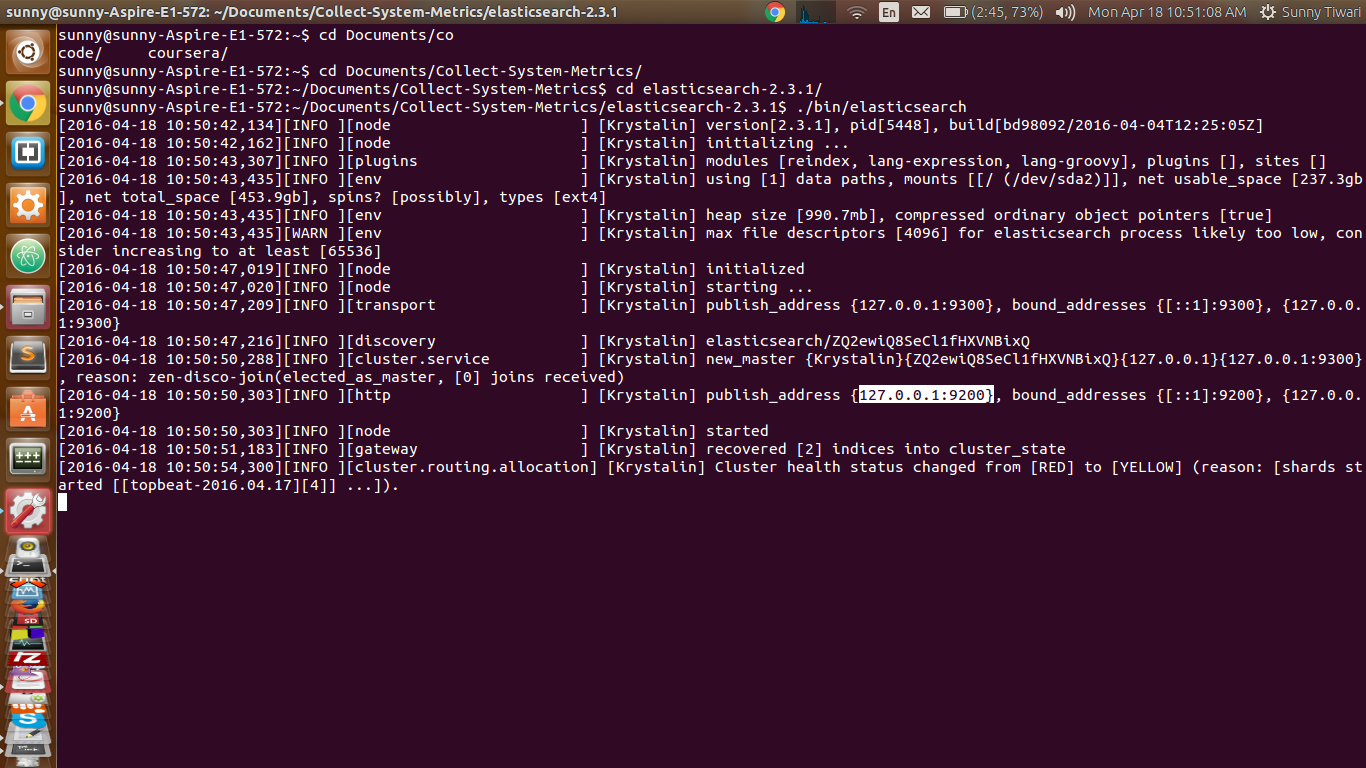 sunny@sunny-Aspire-E1-572: ~/Documents/Collect-System-Metrics/elasticsearch-2.3.1 En (2:45, 73%) Mon Apr 18 10:51:08 AM Sunny Tiwari
sunny@sunny-Aspire-E1-572:~$ cd Documents/co
code/     coursera/
sunny@sunny-Aspire-E1-572:~$ cd Documents/Collect-System-Metrics/
sunny@sunny-Aspire-E1-572:~/Documents/Collect-System-Metrics$ cd elasticsearch-2.3.1/
sunny@sunny-Aspire-E1-572:~/Documents/Collect-System-Metrics/elasticsearch-2.3.1$ ./bin/elasticsearch
[2016-04-18 10:50:42,134][INFO ][node                     ] [Krystalin] version[2.3.1], pid[5448], build[bd98092/2016-04-04T12:25:05Z]
[2016-04-18 10:50:42,162][INFO ][node                     ] [Krystalin] initializing ...
[2016-04-18 10:50:43,307][INFO ][plugins                  ] [Krystalin] modules [reindex, lang-expression, lang-groovy], plugins [], sites []
[2016-04-18 10:50:43,435][INFO ][env                      ] [Krystalin] using [1] data paths, mounts [[/ (/dev/sda2)]], net usable_space [237.3gb
], net total_space [453.9gb], spins? [possibly], types [ext4]
[2016-04-18 10:50:43,435][INFO ][env                      ] [Krystalin] heap size [990.7mb], compressed ordinary object pointers [true]
[2016-04-18 10:50:43,435][WARN ][env                      ] [Krystalin] max file descriptors [4096] for elasticsearch process likely too low, con
sider increasing to at least [65536]
[2016-04-18 10:50:47,019][INFO ][node                     ] [Krystalin] initialized
[2016-04-18 10:50:47,020][INFO ][node                     ] [Krystalin] starting ...
[2016-04-18 10:50:47,209][INFO ][transport                ] [Krystalin] publish_address {127.0.0.1:9300}, bound_addresses {[::1]:9300}, {127.0.0.
1:9300}
[2016-04-18 10:50:47,216][INFO ][discovery                ] [Krystalin] elasticsearch/ZQ2ewiQ8SeCl1fHXVNBixQ
[2016-04-18 10:50:50,288][INFO ][cluster.service          ] [Krystalin] new_master {Krystalin}{ZQ2ewiQ8SeCl1fHXVNBixQ}{127.0.0.1}{127.0.0.1:9300}
, reason: zen-disco-join(elected_as_master, [0] joins received)
[2016-04-18 10:50:50,303][INFO ][http                     ] [Krystalin] publish_address {127.0.0.1:9200}, bound_addresses {[::1]:9200}, {127.0.0.
1:9200}
[2016-04-18 10:50:50,303][INFO ][node                     ] [Krystalin] started
[2016-04-18 10:50:51,183][INFO ][gateway                  ] [Krystalin] recovered [2] indices into cluster_state
[2016-04-18 10:50:54,300][INFO ][cluster.routing.allocation] [Krystalin] Cluster health status changed from [RED] to [YELLOW] (reason: [shards st
arted [[topbeat-2016.04.17][4]] ...]).